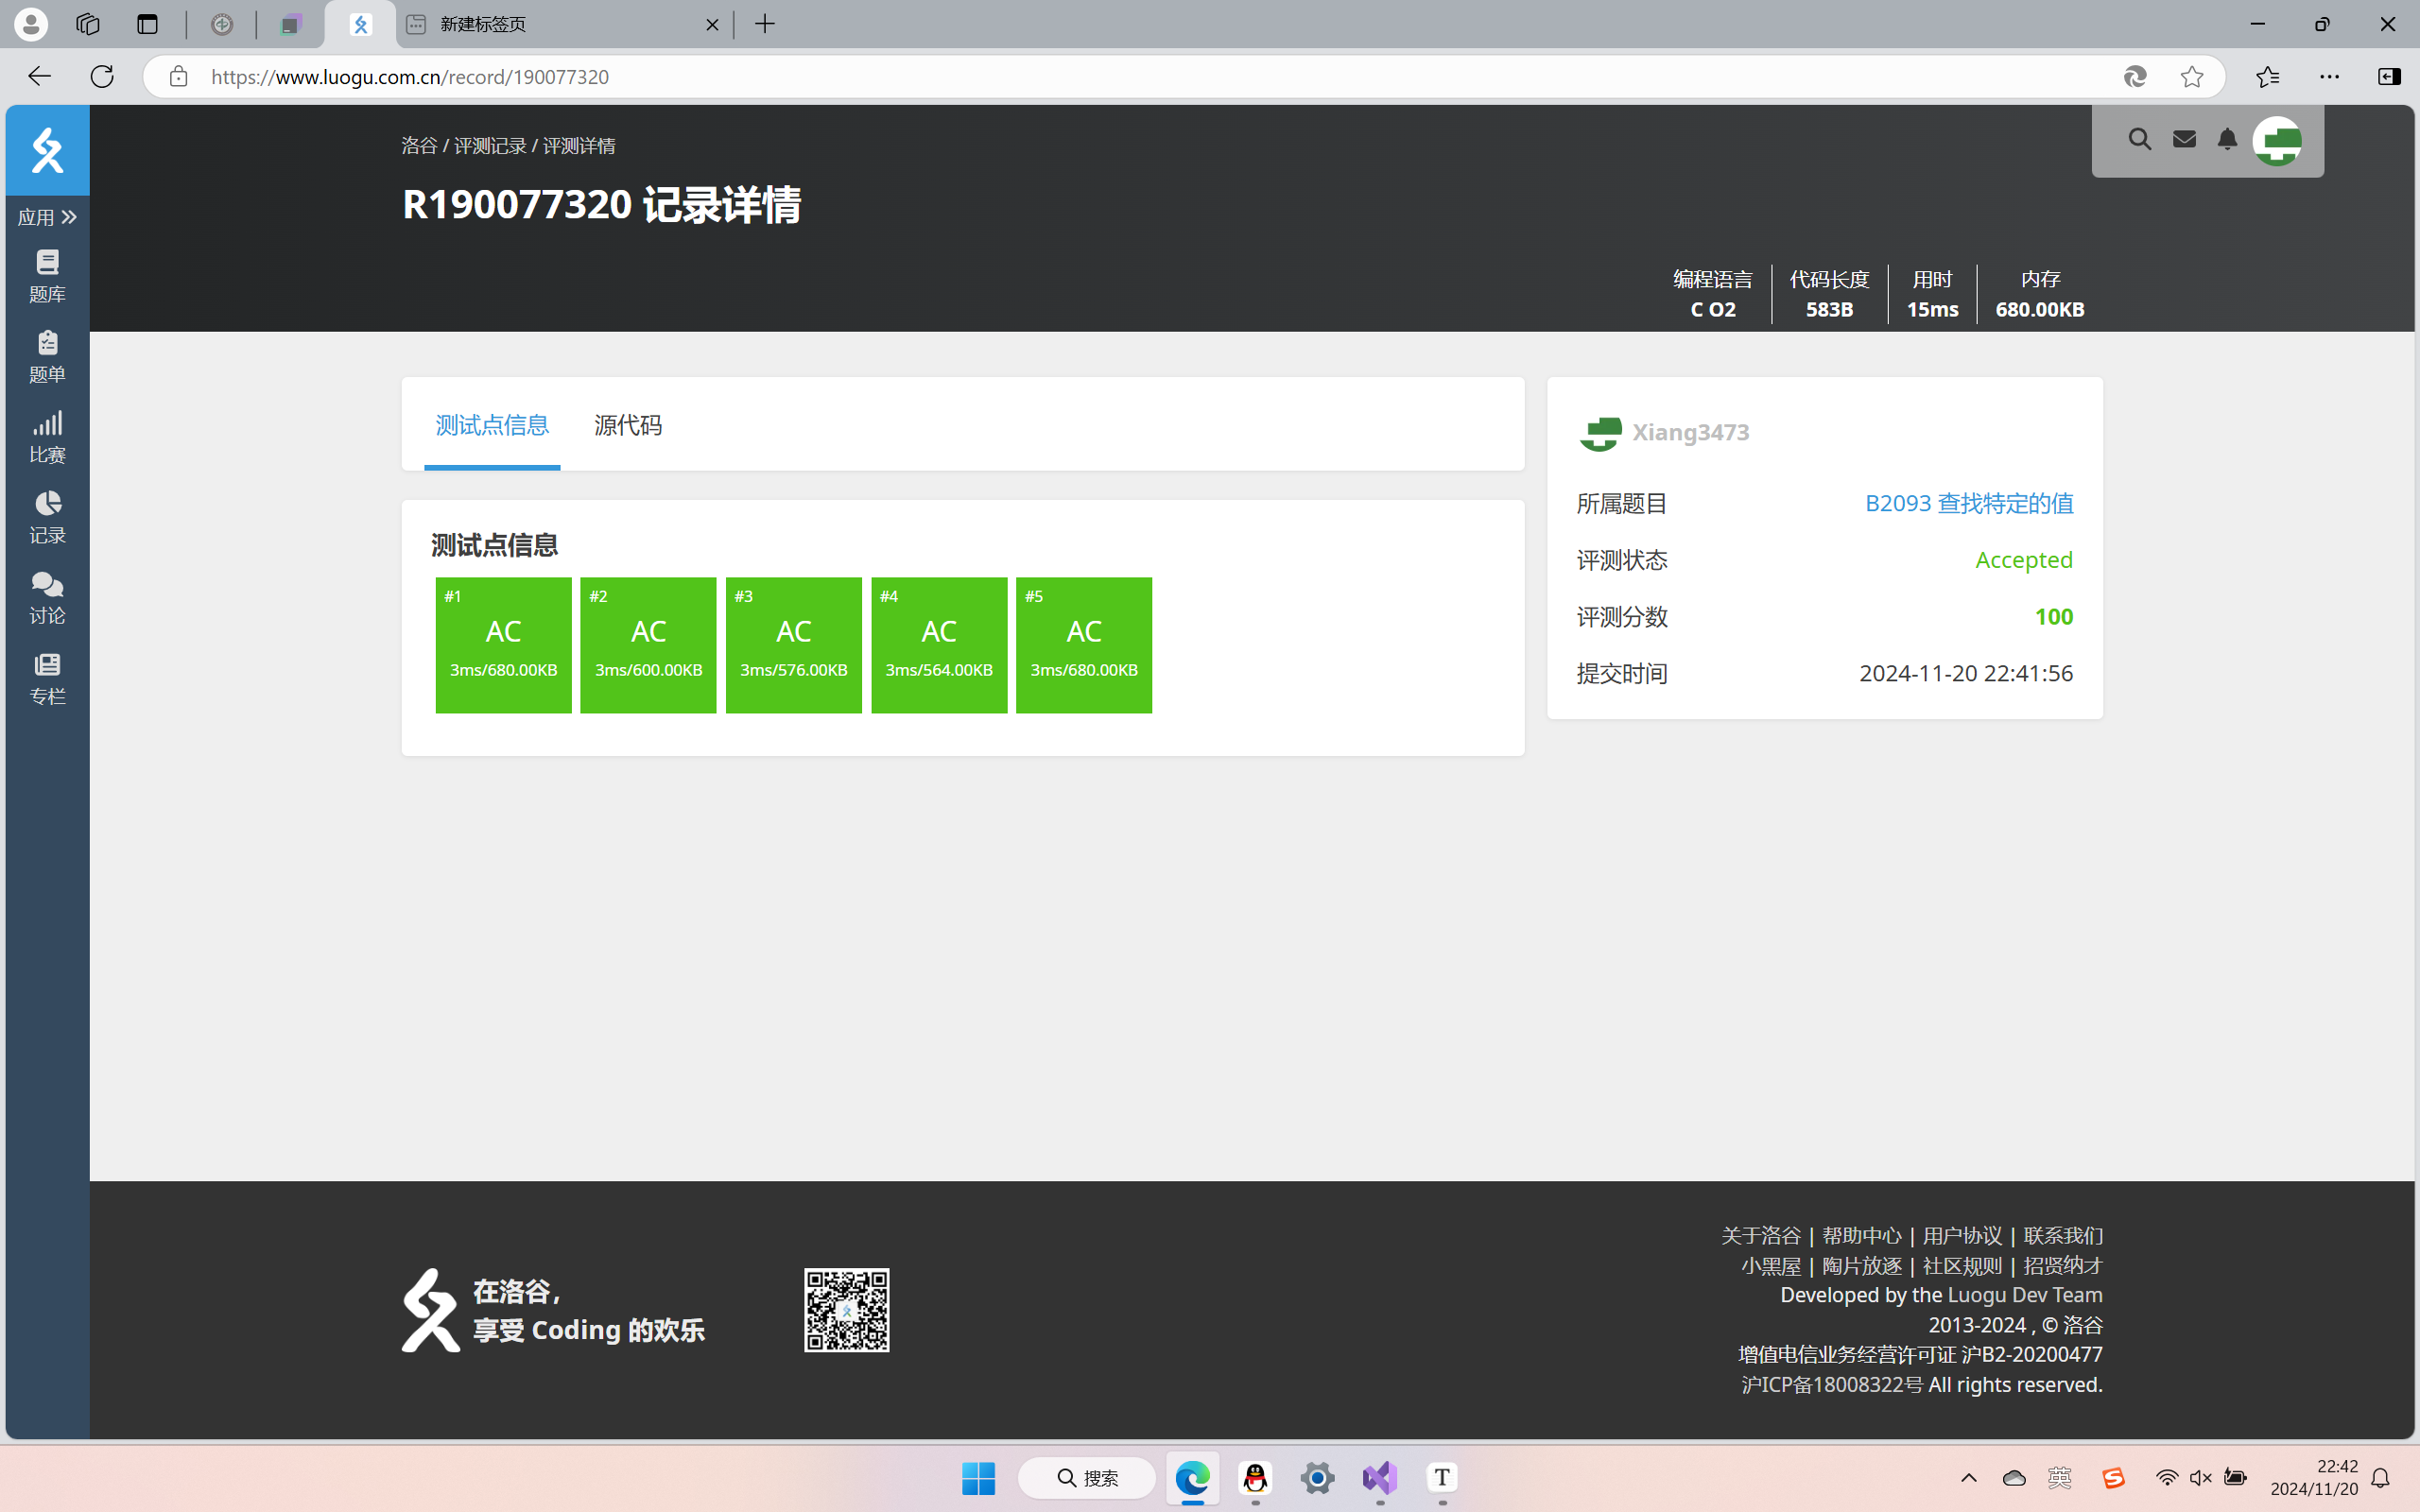 新建标签页
https://www.luogu.com.cn/record/190077320
洛谷 / 评测记录 / 评测详情
R190077320 记录详情
编程语言 代码长度 用时 内存
C O2 583B 15ms 680.00KB
应用
题库
题单
比赛
记录
讨论
专栏
测试点信息 源代码
测试点信息
#1 #2 #3 #4 #5
AC AC AC AC AC
3ms/680.00KB 3ms/600.00KB 3ms/576.00KB 3ms/564.00KB 3ms/680.00KB
Xiang3473
所属题目 B2093 查找特定的值
评测状态 Accepted
评测分数 100
提交时间 2024-11-20 22:41:56
在洛谷，
享受 Coding 的欢乐
关于洛谷 | 帮助中心 | 用户协议 | 联系我们
小黑屋 | 陶片放逐 | 社区规则 | 招贤纳才
Developed by the Luogu Dev Team
2013-2024 , © 洛谷
增值电信业务经营许可证 沪B2-20200477
沪ICP备18008322号 All rights reserved.
搜索
T
英
22:42
2024/11/20